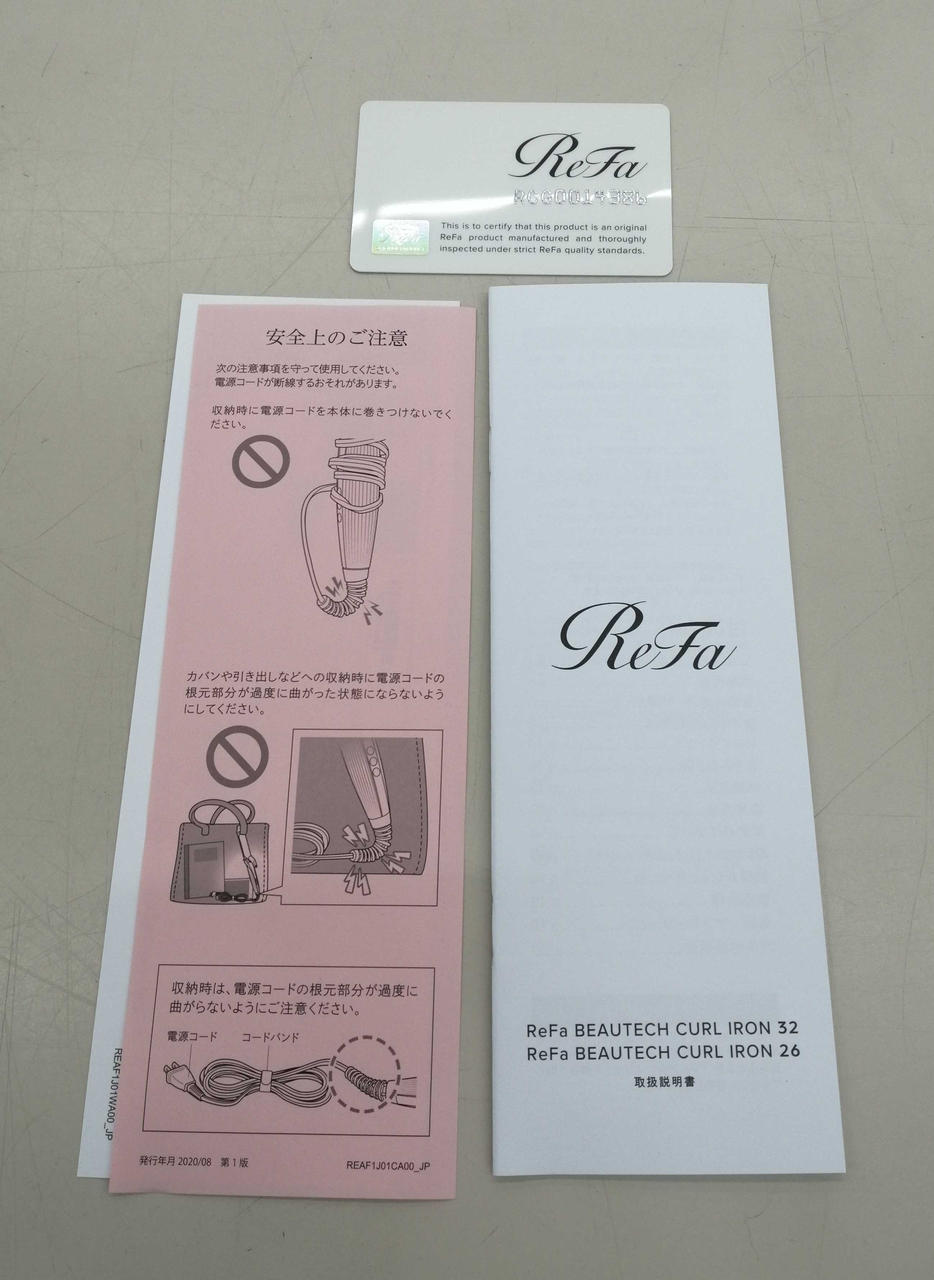 ReFa
This is to certify that this product is an original
ReFa product manufactured and thoroughly
inspected under strict ReFa quality standards.
安全上のご注意
次の注意事項を守って使用してください。
電源コードが断線するおそれがあります。
収納時に電源コードを本体に巻きつけないでく
ださい。
カバンや引き出しなどへの収納時に電源コードの
根元部分が過度に曲がった状態にならないよう
にしてください。
収納時は、電源コードの根元部分が過度に
曲がらないようにご注意ください。
電源コード
コードバンド
発行年月 2020/08 第1版
REAF1J01CA00_JP
REAF1J01WA00_JP
ReFa
ReFa BEAUTECH CURL IRON 32
ReFa BEAUTECH CURL IRON 26
取扱説明書